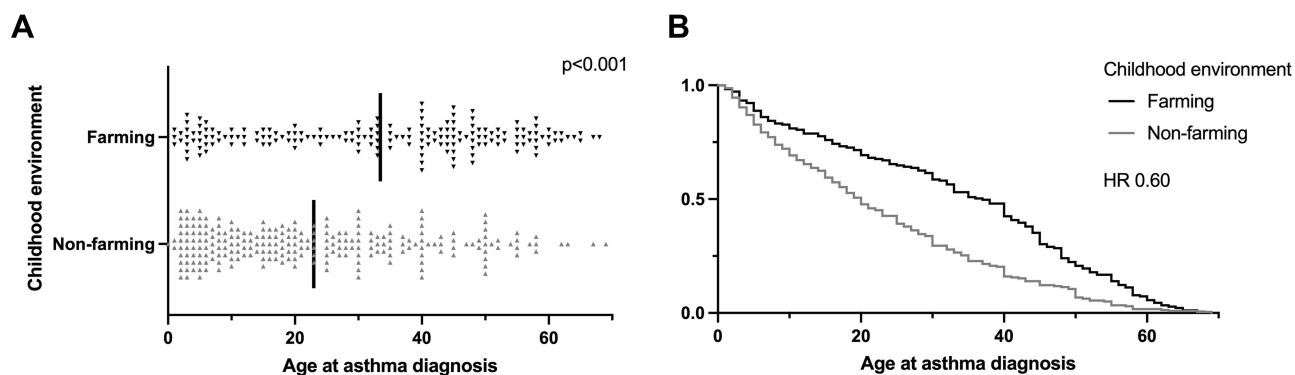 A
p<0.001
Childhood environment
Farming
Non-farming
0 20 40 60
Age at asthma diagnosis
B
Childhood environment
Farming
Non-farming
HR 0.60
1.0
0.5
0.0
0 20 40 60
Age at asthma diagnosis